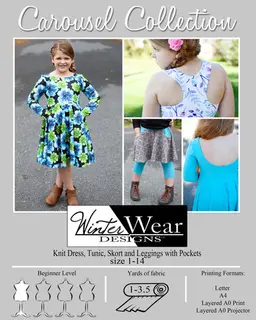 Carousel Collection
Winter Wear
DESIGNS
Knit Dress, Tunic, Skort and Leggings with Pockets
size 1-14
Beginner Level
Yards of fabric
Printing Formats:
1-3.5
Letter
A4
Layered A0 Print
Layered A0 Projector